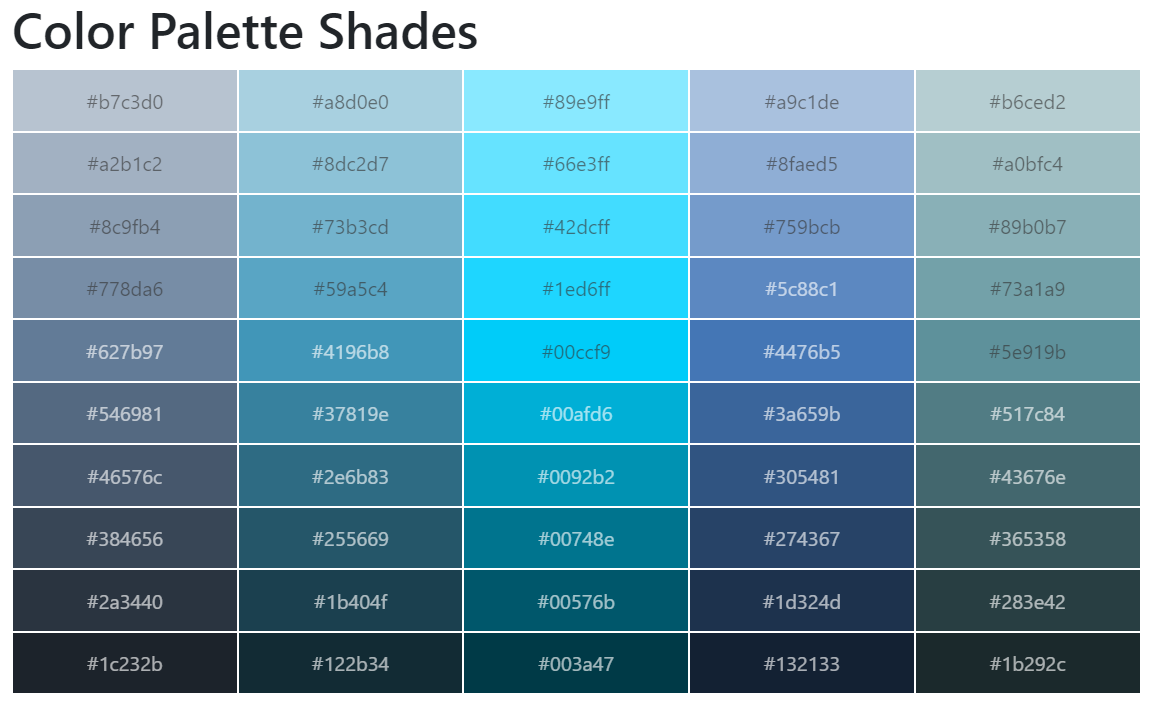 Color Palette Shades
#b7c3d0 #a8d0e0 #89e9ff #a9c1de #b6ced2
#a2b1c2 #8dc2d7 #66e3ff #8faed5 #a0bfc4
#8c9fb4 #73b3cd #42dcff #759bcb #89b0b7
#778da6 #59a5c4 #1ed6ff #5c88c1 #73a1a9
#627b97 #4196b8 #00ccf9 #4476b5 #5e919b
#546981 #37819e #00afd6 #3a659b #517c84
#46576c #2e6b83 #0092b2 #305481 #43676e
#384656 #255669 #00748e #274367 #365358
#2a3440 #1b404f #00576b #1d324d #283e42
#1c232b #122b34 #003a47 #132133 #1b292c